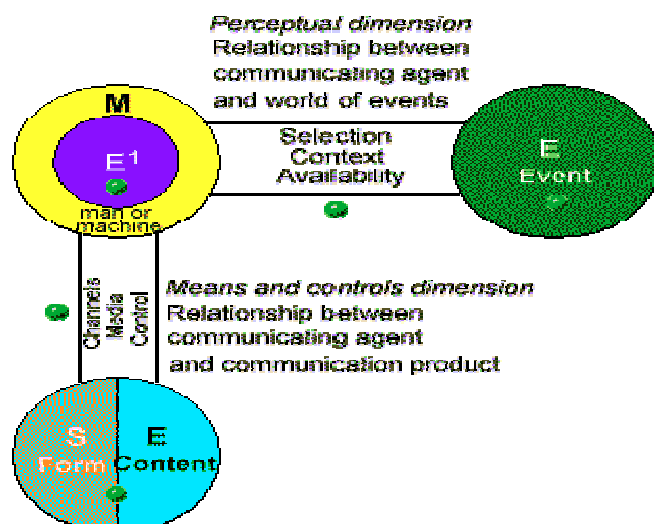 Perceptual dimension
Relationship between
communicating agent
and world of events
M
E¹
man or
machine
Selection
Context
Availability
E
Event
Channels
Media
Control
Means and controls dimension
Relationship between
communicating agent
and communication product
S
Form
E
Content